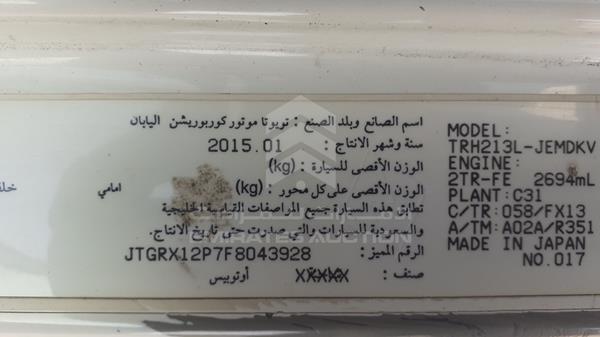 اسم الصانع وبلد الصنع : تويوتا موتور كوربوريشن اليابان
سنة وشهر الانتاج : 2015.01
الوزن الأقصى للسيارة : (kg)
الوزن الأقصى على كل محور : (kg) امامي
تطابق هذه السيارة جميع المواصفات القياسية الخليجية
والسعودية للسيارات والتي صدرت حتى تاريخ الانتاج.
الرقم المميز : JTGRX12P7F8043928
صنف : XXXXX أوتوبيس
MODEL:
TRH213L-JEMDKV
ENGINE:
2TR-FE 2694mL
PLANT: C31
C/TR: 058/FX13
A/TM: A02A/R351
MADE IN JAPAN
NO.017
EMIRATES AUCTION